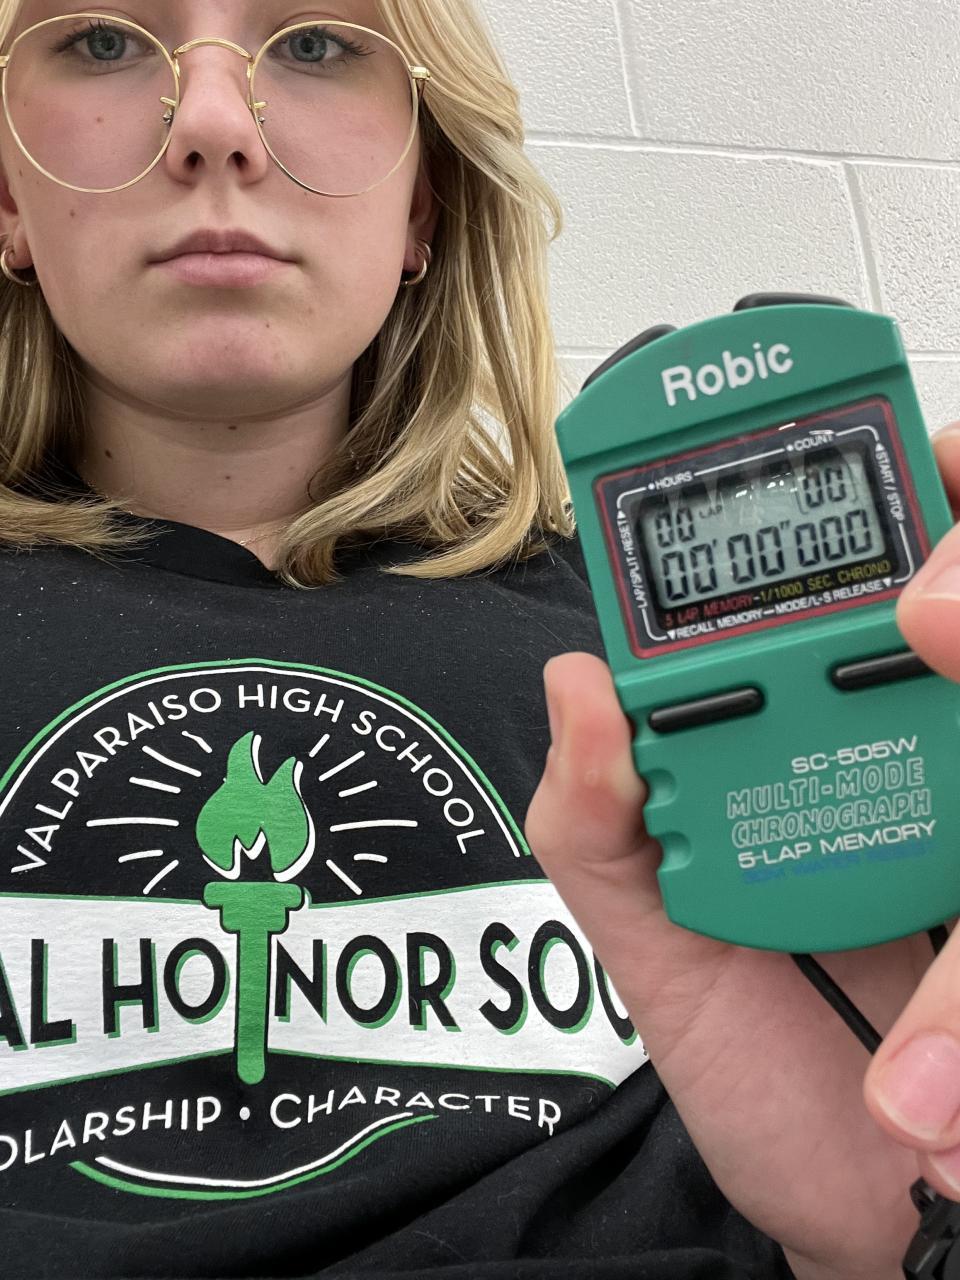 VALPARAISO HIGH SCHOOL
AL HONOR SOC
OLARSHIP • CHARACTER
Robic
•HOURS
•COUNT
▲START / STOP
LAP/SPLIT•RESET▲
00 LAP 00
00'00"000
5 LAP MEMORY-1/1000 SEC. CHRONO
▼RECALL MEMORY—MODE/L-S RELEASE▼
SC-505W
MULTI-MODE
CHRONOGRAPH
5-LAP MEMORY